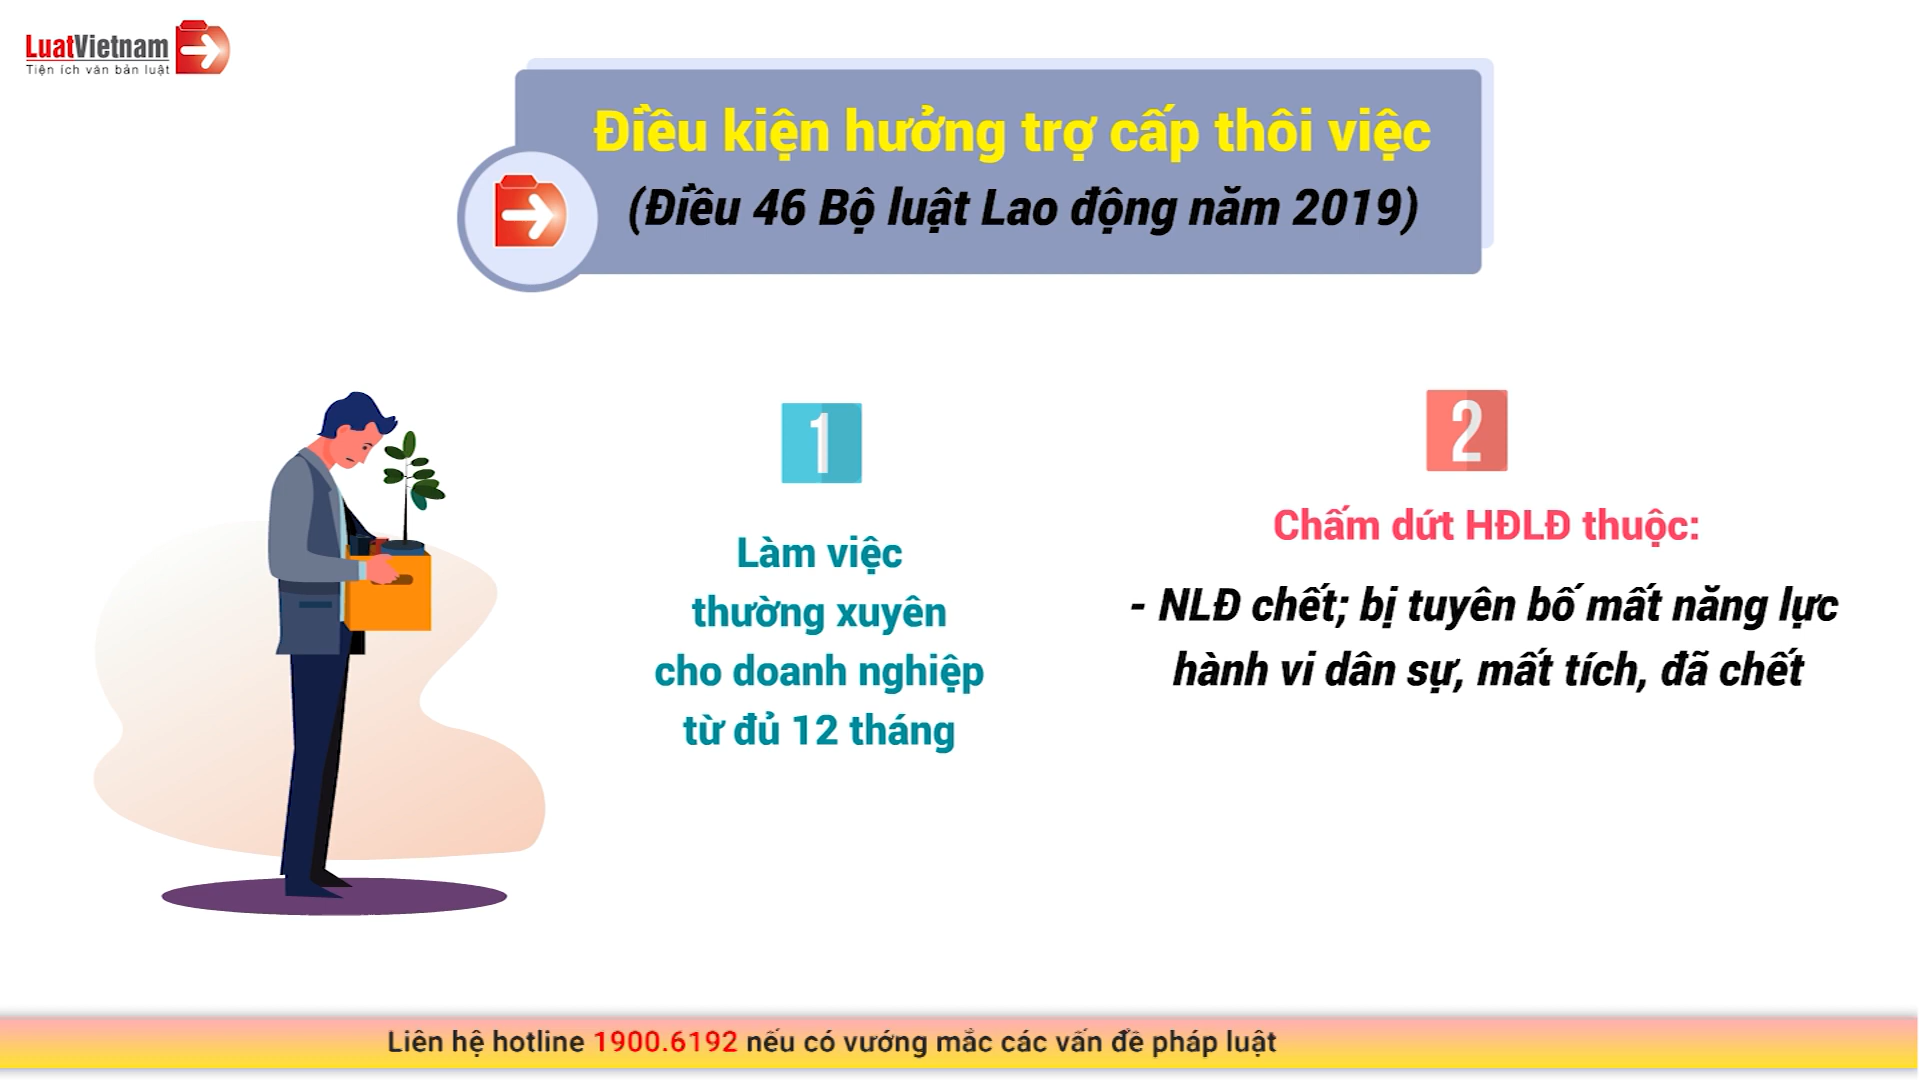 LuatVietnam
Tiện ích văn bản luật
Điều kiện hưởng trợ cấp thôi việc
(Điều 46 Bộ luật Lao động năm 2019)
1
Làm việc
thường xuyên
cho doanh nghiệp
từ đủ 12 tháng
2
Chấm dứt HĐLĐ thuộc:
- NLĐ chết; bị tuyên bố mất năng lực
hành vi dân sự, mất tích, đã chết
Liên hệ hotline 1900.6192 nếu có vướng mắc các vấn đề pháp luật